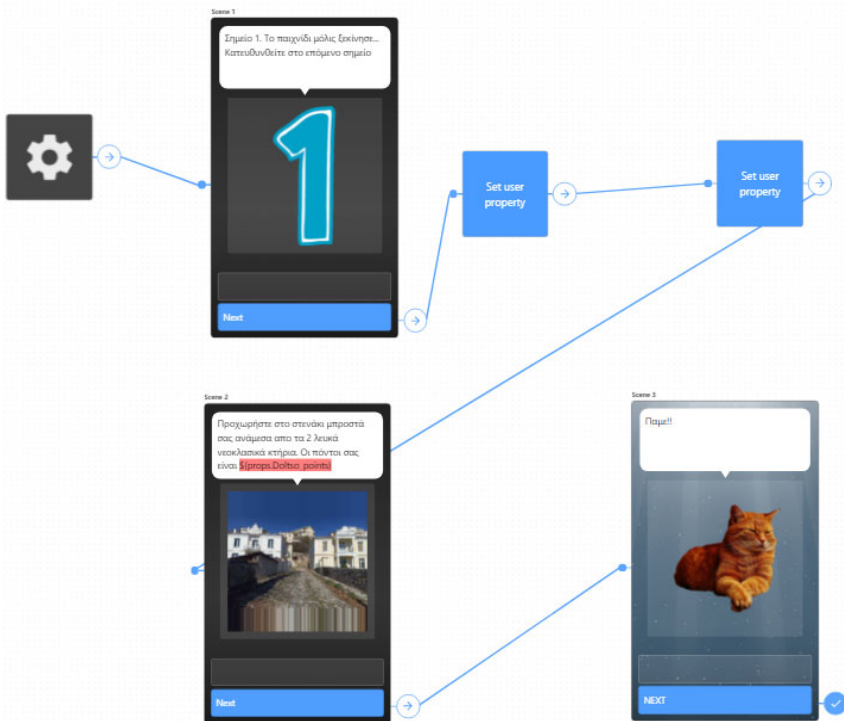 Scene 1
Σημείο 1. Το παιχνίδι μόλις ξεκίνησε...
Κατευθυνθείτε στο επόμενο σημείο
Next
Set user
property
Set user
property
Scene 2
Προχωρήστε στο στενάκι μπροστά
σας ανάμεσα απο τα 2 λευκά
νεοκλασικά κτήρια. Οι πόντοι σας
είναι ${props.Doltso_points}
Next
Scene 3
Παμε!!
NEXT